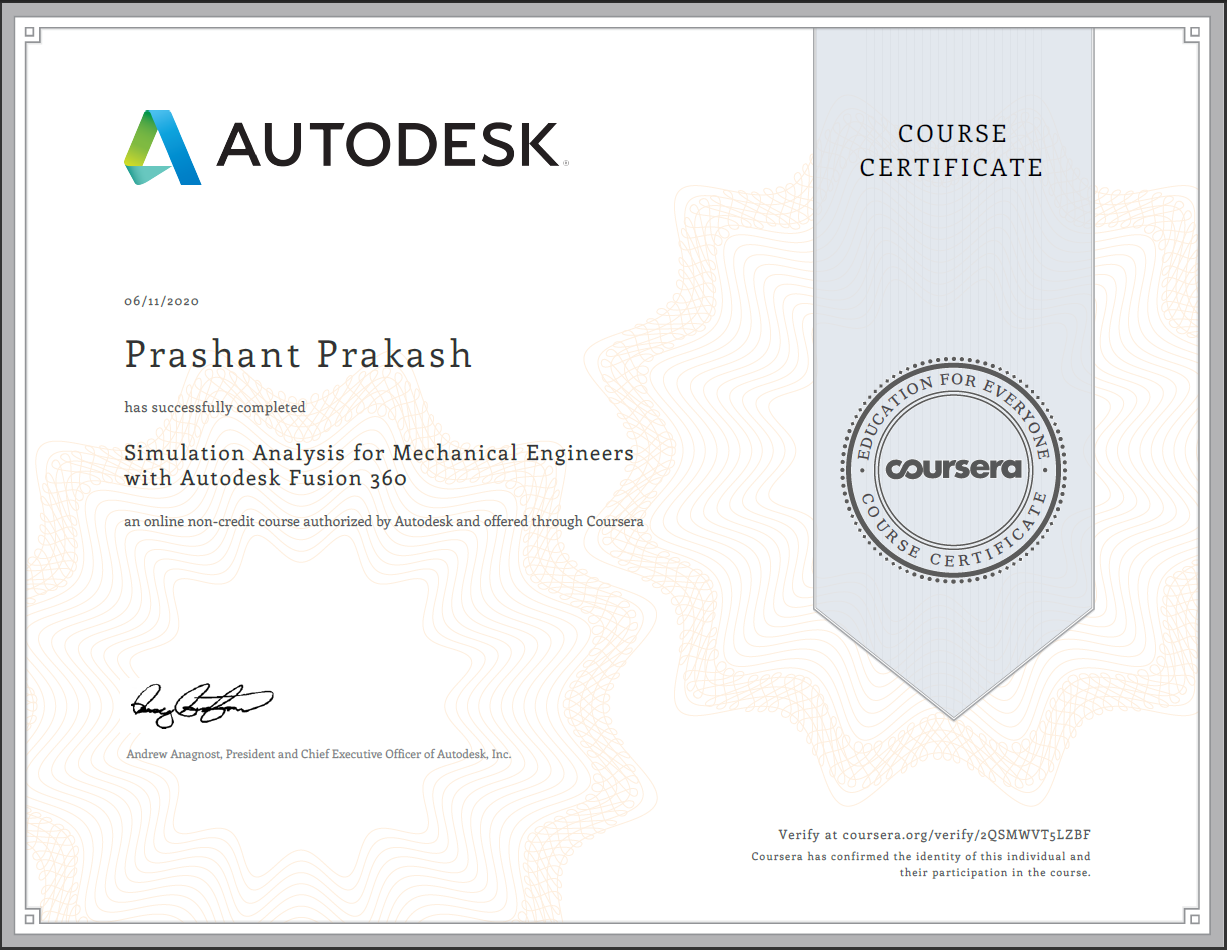 AUTODESK®
COURSE
CERTIFICATE
06/11/2020
Prashant Prakash
has successfully completed
Simulation Analysis for Mechanical Engineers
with Autodesk Fusion 360
an online non-credit course authorized by Autodesk and offered through Coursera
EDUCATION FOR EVERYONE
coursera
COURSE CERTIFICATE
Andrew Anagnost, President and Chief Executive Officer of Autodesk, Inc.
Verify at coursera.org/verify/2QSMWVT5LZBF
Coursera has confirmed the identity of this individual and
their participation in the course.